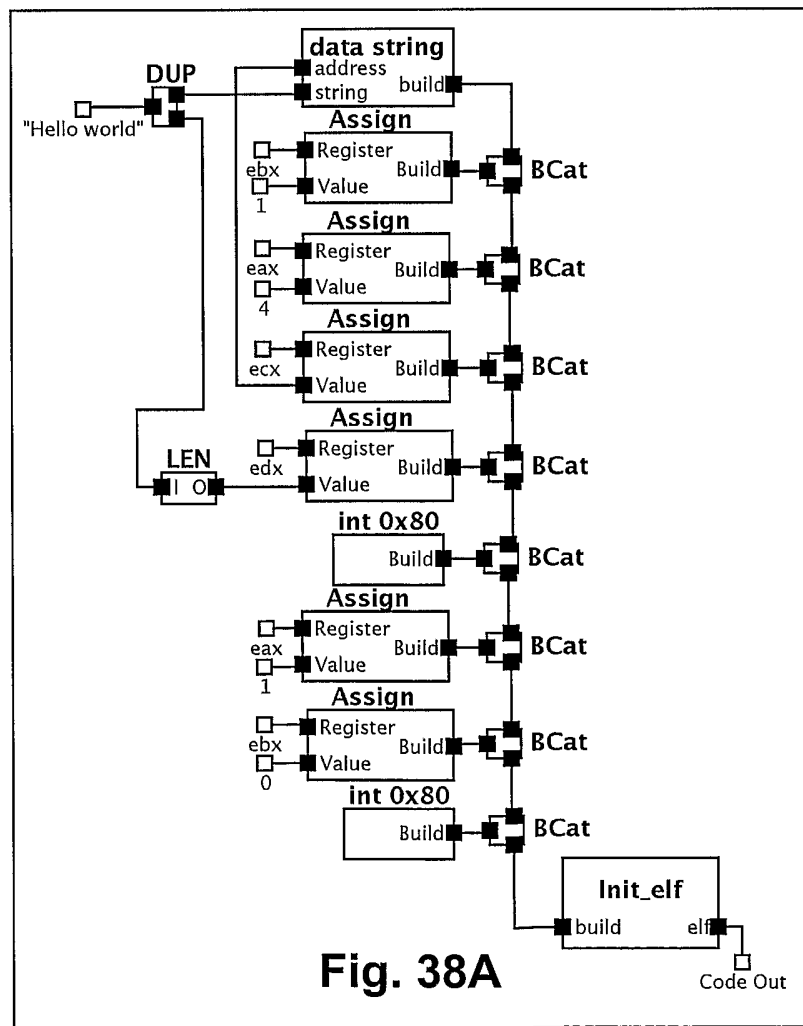 data string
address
build
string
DUP
"Hello world"
Assign
Register
Build
Value
ebx
1
BCat
Assign
Register
Build
Value
eax
4
BCat
Assign
Register
Build
Value
ecx
BCat
Assign
Register
Build
Value
edx
BCat
LEN
I O
int 0x80
Build
BCat
Assign
Register
Build
Value
eax
1
BCat
Assign
Register
Build
Value
ebx
0
BCat
int 0x80
Build
BCat
Init_elf
build
elf
Code Out
Fig. 38A